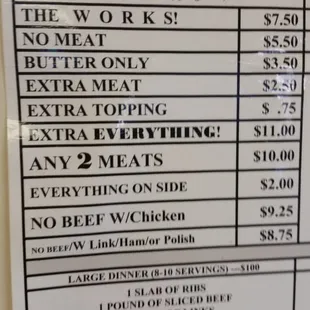 THE WORKS! $7.50
NO MEAT $5.50
BUTTER ONLY $3.50
EXTRA MEAT $2.50
EXTRA TOPPING $ .75
EXTRA EVERYTHING! $11.00
ANY 2 MEATS $10.00
EVERYTHING ON SIDE $2.00
NO BEEF W/Chicken $9.25
NO BEEF/W Link/Ham/or Polish $8.75
LARGE DINNER (8-10 SERVINGS) —$100
1 SLAB OF RIBS
1 POUND OF SLICED BEEF